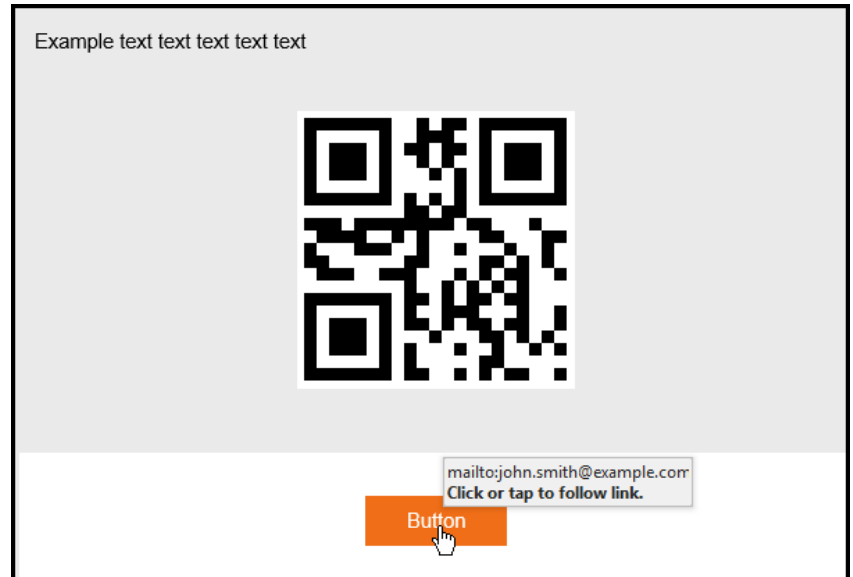 Example text text text text text
mailto:john.smith@example.com
Click or tap to follow link.
Button